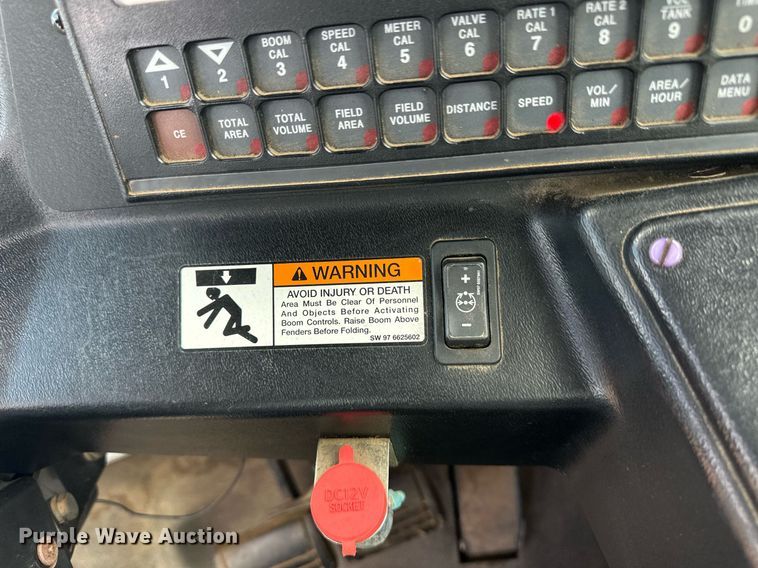 1
2
BOOM
CAL
3
SPEED
CAL
4
METER
CAL
5
VALVE
CAL
6
RATE 1
CAL
7
RATE 2
CAL
8
TANK
9
0
CE
TOTAL
AREA
TOTAL
VOLUME
FIELD
AREA
FIELD
VOLUME
DISTANCE
SPEED
VOL/
MIN
AREA/
HOUR
DATA
MENU
WARNING
AVOID INJURY OR DEATH
Area Must Be Clear Of Personnel
And Objects Before Activating
Boom Controls. Raise Boom Above
Fenders Before Folding.
SW 97 6625602
+
−
DC12V
SOCKET
Purple Wave Auction